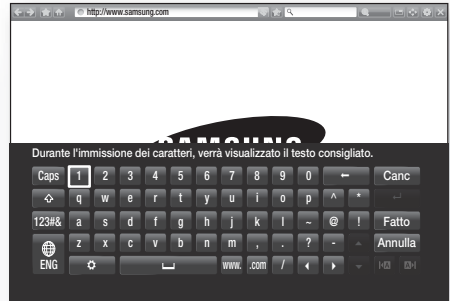 http://www.samsung.com
SAMSUNG
Durante l'immissione dei caratteri, verrà visualizzato il testo consigliato.
Caps 1 2 3 4 5 6 7 8 9 0 ← Canc
q w e r t y u i o p ^ *
123#& a s d f g h j k l ~ @ ! Fatto
z x c v b n m , . ? - Annulla
ENG www. .com /